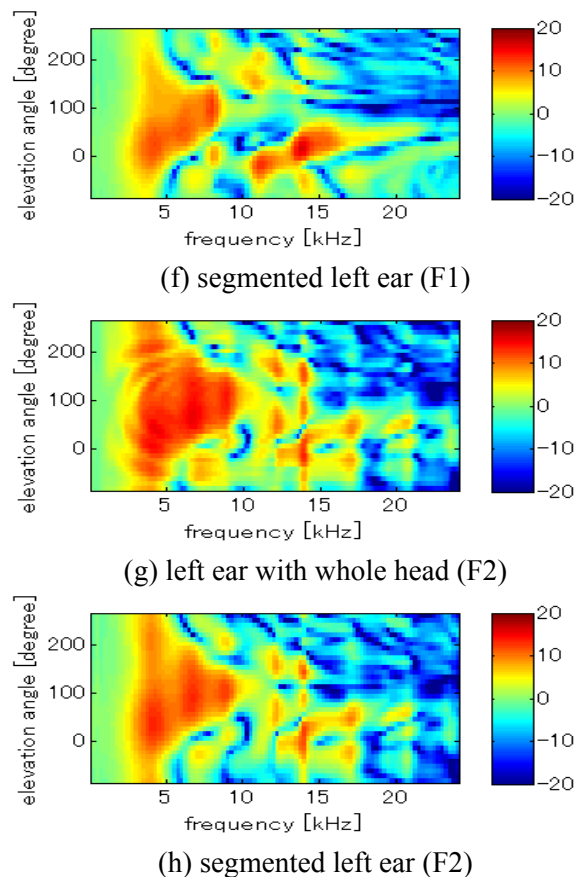 20
10
0
−10
−20
200
100
0
elevation angle [degree]
5 10 15 20
frequency [kHz]
(f) segmented left ear (F1)
20
10
0
−10
−20
200
100
0
elevation angle [degree]
5 10 15 20
frequency [kHz]
(g) left ear with whole head (F2)
20
10
0
−10
−20
200
100
0
elevation angle [degree]
5 10 15 20
frequency [kHz]
(h) segmented left ear (F2)